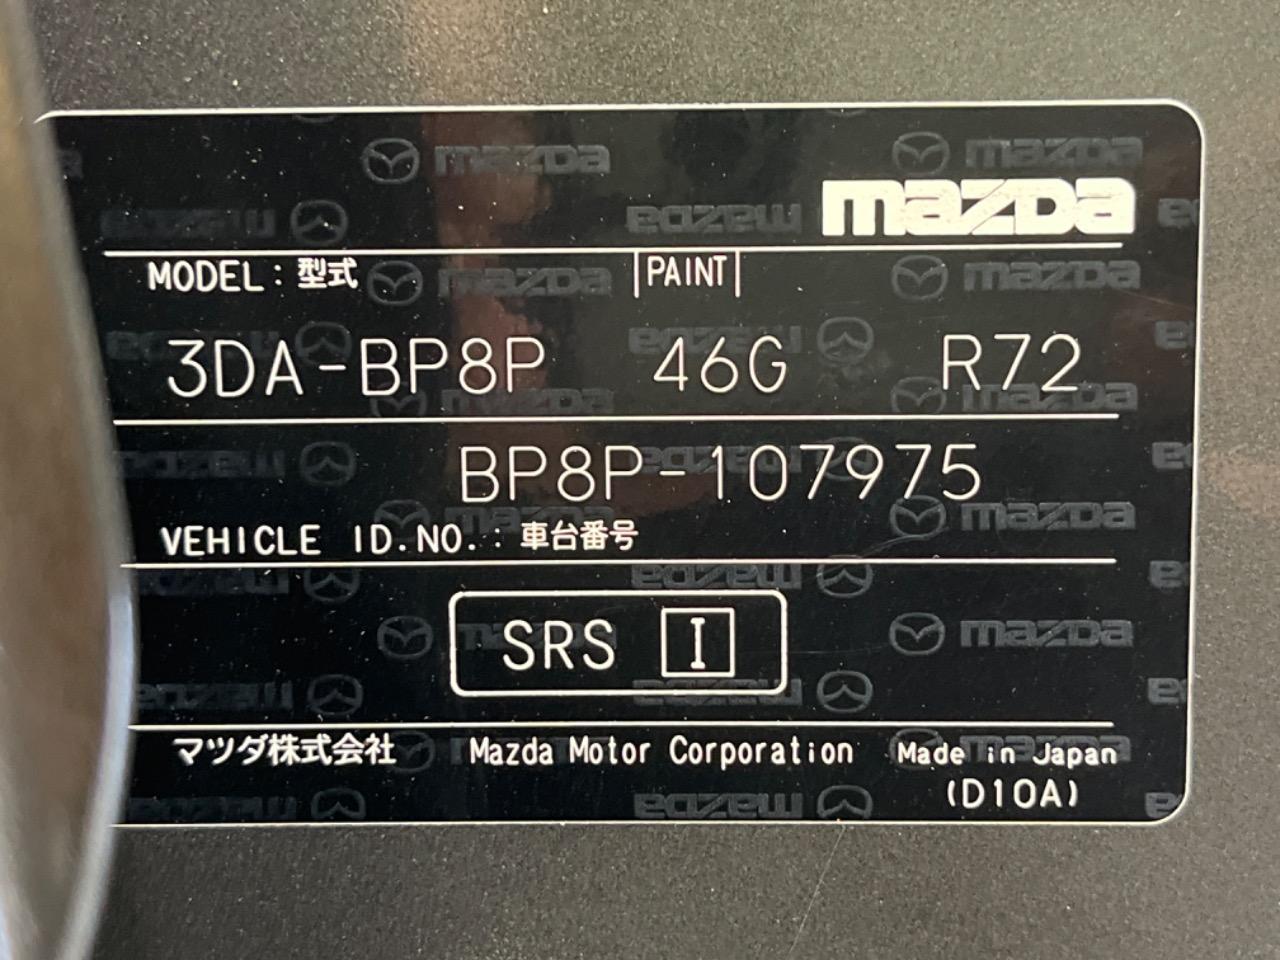 mazda
MODEL : 型式 PAINT
3DA-BP8P 46G R72
BP8P-107975
VEHICLE ID.NO. : 車台番号
SRS I
マツダ株式会社 Mazda Motor Corporation Made in Japan
(D10A)